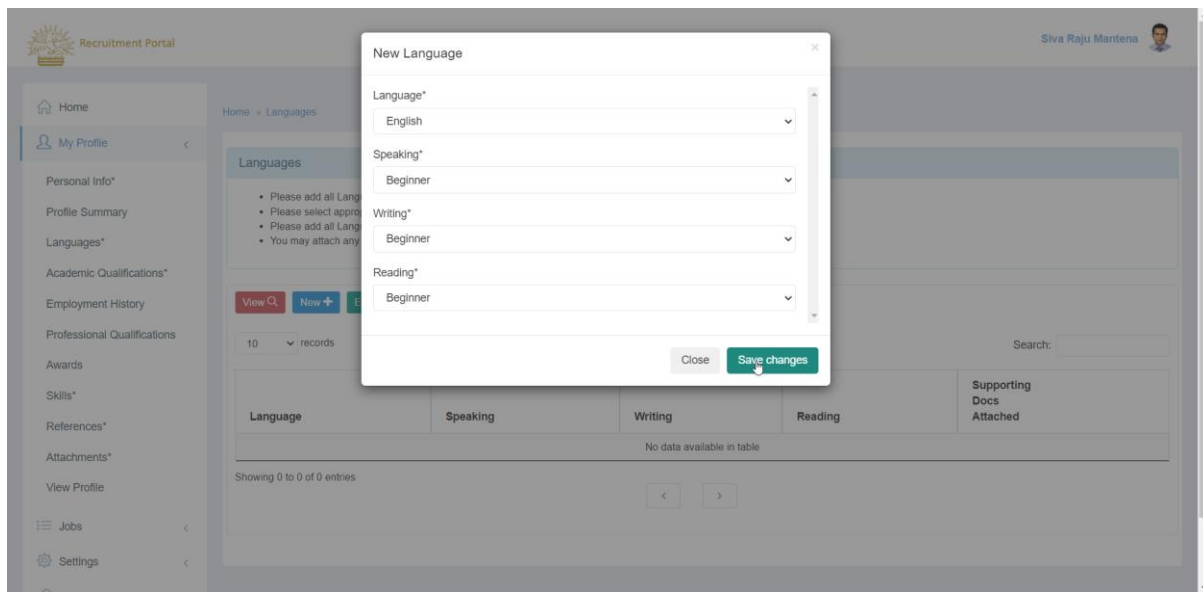 Recruitment Portal
Siva Raju Mantena
New Language
×
Home
Home » Languages
My Profile
Languages
Personal Info*
Profile Summary
Languages*
Academic Qualifications*
Employment History
Professional Qualifications
Awards
Skills*
References*
Attachments*
View Profile
Jobs
Settings
• Please add all
• Please select
• Please add all
• You may attach any
Language*
English
Speaking*
Beginner
Writing*
Beginner
Reading*
Beginner
Close
Save changes
View
New +
10 records
Search:
Language Speaking Writing Reading Supporting Docs Attached
No data available in table
Showing 0 to 0 of 0 entries
< >